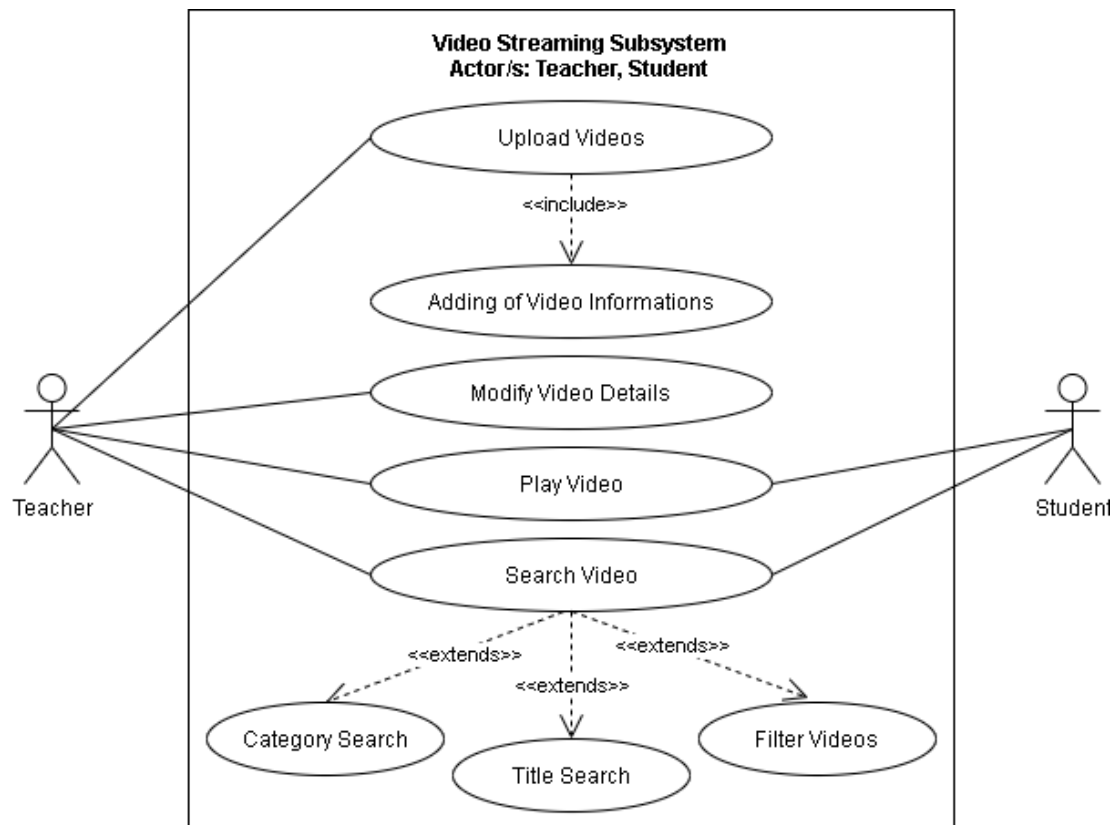 Video Streaming Subsystem
Actor/s: Teacher, Student
Upload Videos
<<include>>
Adding of Video Informations
Modify Video Details
Play Video
Teacher
Student
Search Video
<<extends>>
<<extends>>
<<extends>>
Category Search
Title Search
Filter Videos